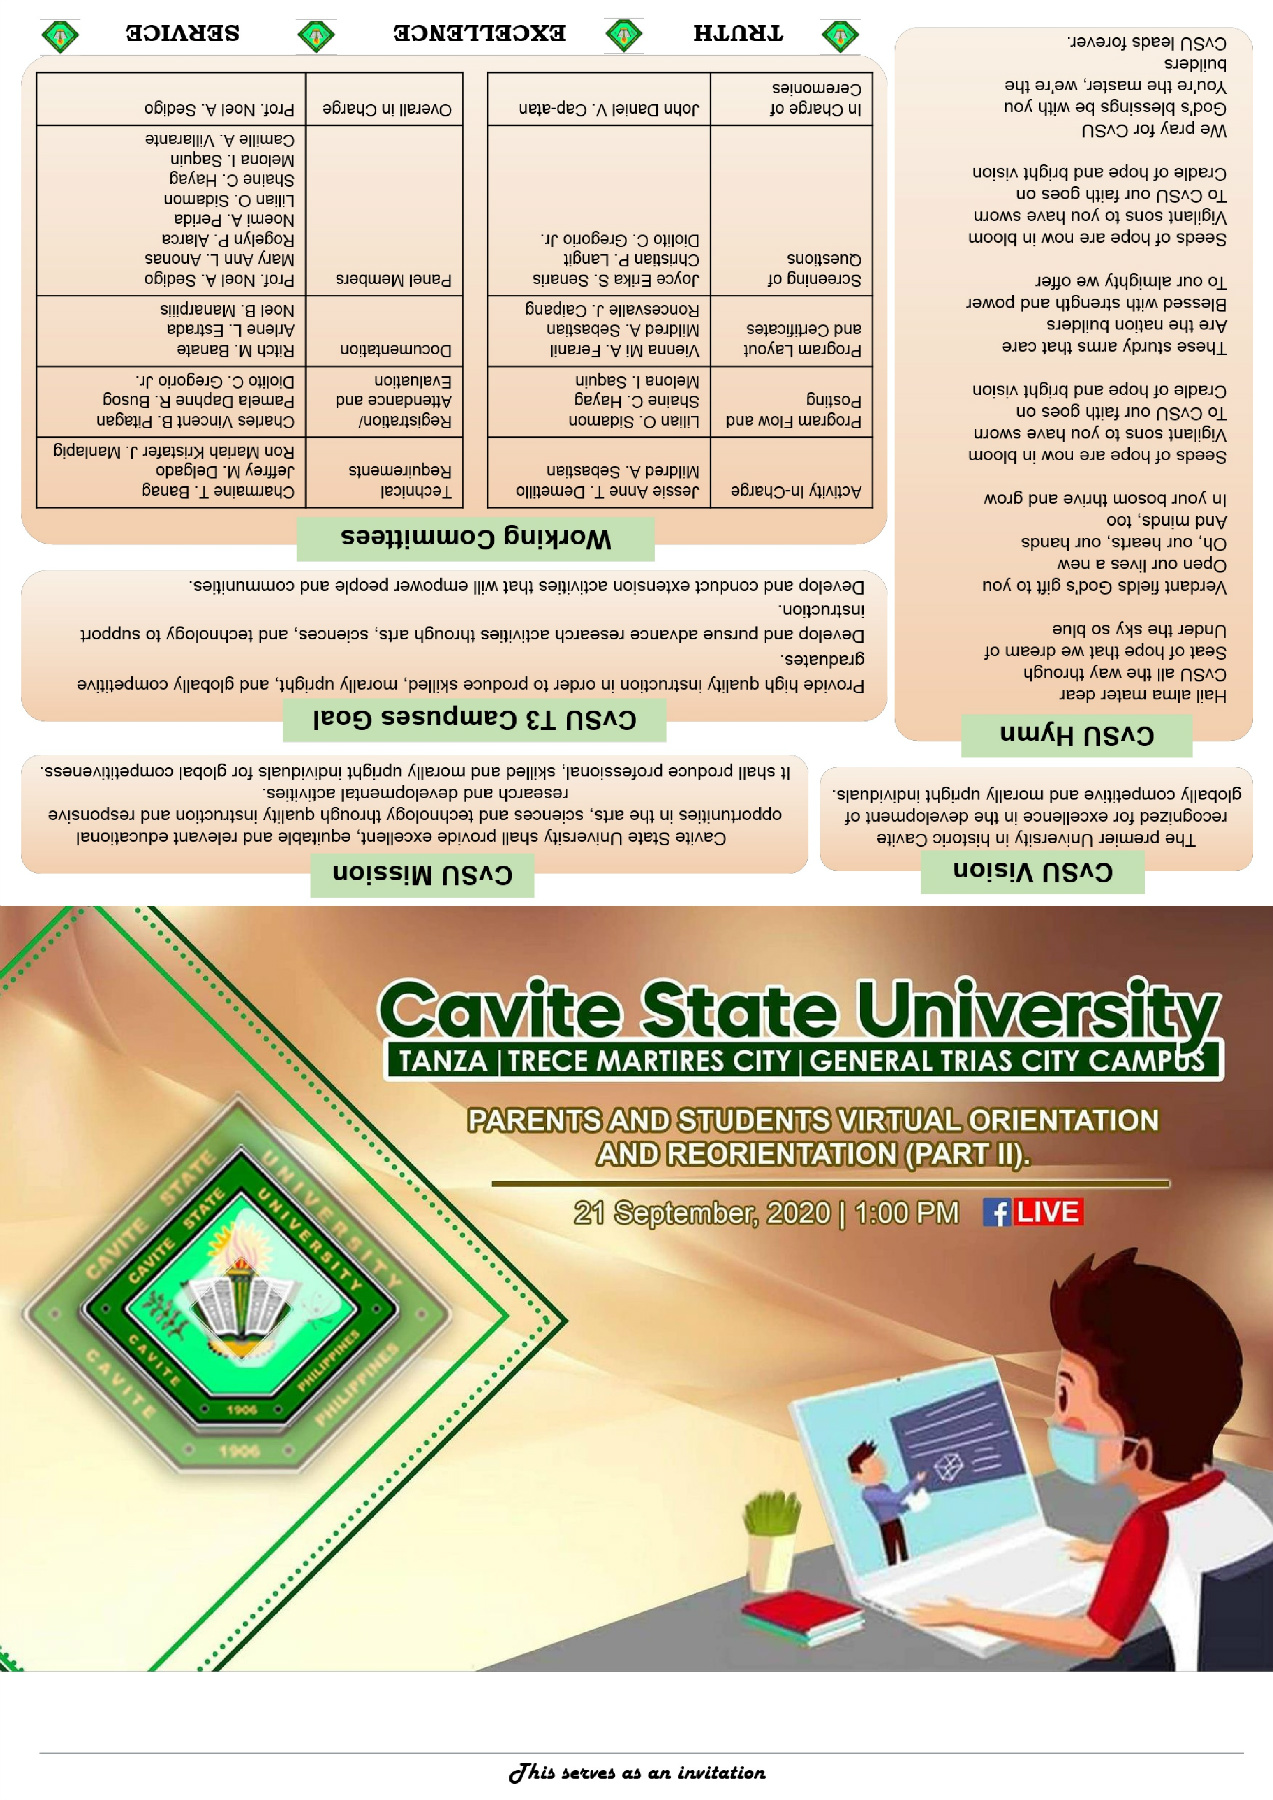 CvSU Vision
The premier University in historic Cavite
recognized for excellence in the development of
globally competitive and morally upright individuals.
CvSU Mission
Cavite State University shall provide excellent, equitable and relevant educational
opportunities in the arts, sciences and technology through quality instruction and responsive
research and developmental activities.
It shall produce professional, skilled and morally upright individuals for global competitiveness.
CvSU Hymn
Hail alma mater dear
CvSU all the way through
Seat of hope that we dream of
Under the sky so blue
Verdant fields God's gift to you
Open our lives a new
Oh, our hearts, our hands
And minds, too
In your bosom thrive and grow
Seeds of hope are now in bloom
Vigilant sons to you have sworn
To CvSU our faith goes on
Cradle of hope and bright vision
These sturdy arms that care
Are the nation builders
Blessed with strength and power
To our almighty we offer
Seeds of hope are now in bloom
Vigilant sons to you have sworn
To CvSU our faith goes on
Cradle of hope and bright vision
We pray for CvSU
God's blessings be with you
You're the master, we're the
builders
CvSU leads forever.
CvSU T3 Campuses Goal
Provide high quality instruction in order to produce skilled, morally upright, and globally competitive
graduates.
Develop and pursue advance research activities through arts, sciences, and technology to support
instruction.
Develop and conduct extension activities that will empower people and communities.
Working Committees
Activity In-Charge
Jessie Anne T. Demetillo
Mildred A. Sebastian
Program Flow and
Posting
Lilian O. Sidamon
Shaine C. Hayag
Melona I. Saquin
Program Layout
and Certificates
Vienna Mi A. Feranil
Mildred A. Sebastian
Roncesvalle J. Caipang
Screening of
Questions
Joyce Erika S. Senaris
Christian P. Langit
Diolito C. Gregorio Jr.
In Charge of
Ceremonies
John Daniel V. Cap-atan
Technical
Requirements
Charmaine T. Banag
Jeffrey M. Delgado
Ron Mariah Kristafer J. Manlapig
Registration/
Attendance and
Evaluation
Charles Vincent B. Pitagan
Pamela Daphne R. Busog
Diolito C. Gregorio Jr.
Documentation
Ritch M. Banate
Arlene L. Estrada
Noel B. Manarpiis
Panel Members
Prof. Noel A. Sedigo
Mary Ann L. Anonas
Rogelyn P. Alarca
Noemi A. Perida
Lilian O. Sidamon
Shaine C. Hayag
Melona I. Saquin
Camille A. Villarante
Overall in Charge
Prof. Noel A. Sedigo
TRUTH EXCELLENCE SERVICE
Cavite State University
TANZA | TRECE MARTIRES CITY | GENERAL TRIAS CITY CAMPUS
PARENTS AND STUDENTS VIRTUAL ORIENTATION
AND REORIENTATION (PART II).
21 September, 2020 | 1:00 PM f LIVE
CAVITE STATE UNIVERSITY
CAVITE PHILIPPINES
1906
CAVITE STATE UNIVERSITY
CAVITE PHILIPPINES
1906
This serves as an invitation